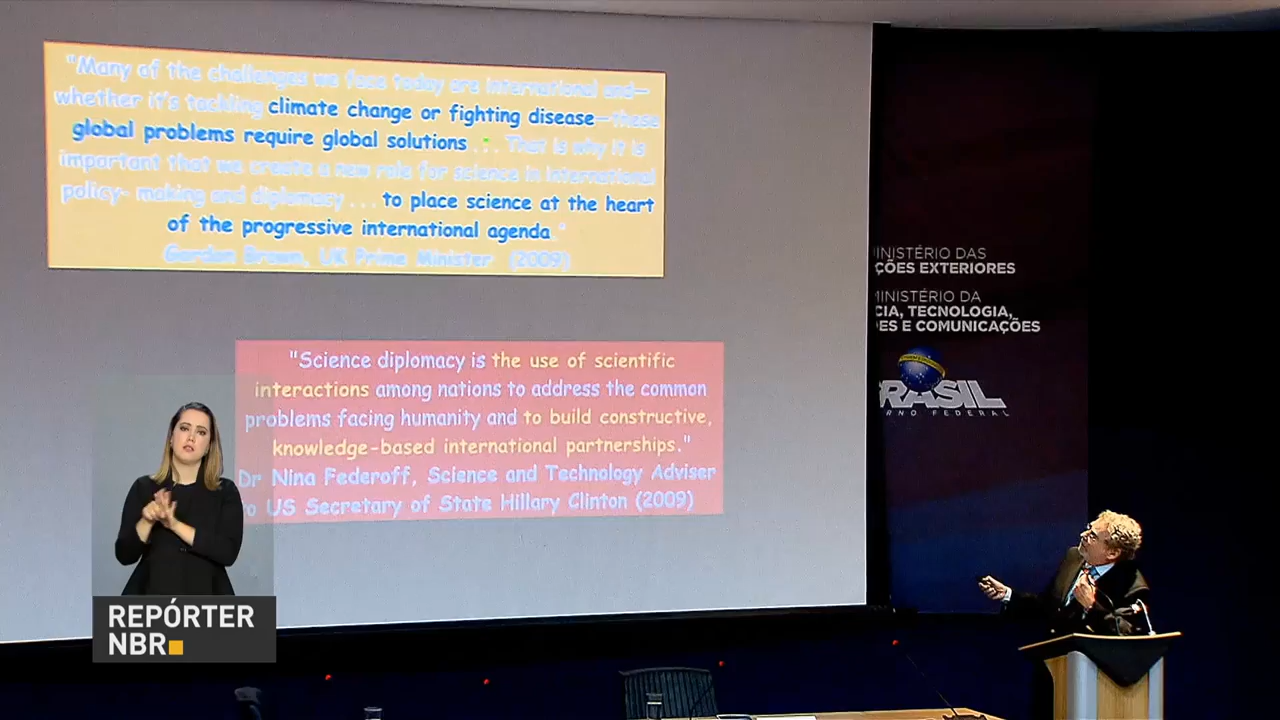 "Many of the challenges we face today are international and—
whether it's tackling climate change or fighting disease—these
global problems require global solutions . . . That is why it is
important that we create a new role for science in international
policy- making and diplomacy . . . to place science at the heart
of the progressive international agenda."
Gordon Brown, UK Prime Minister (2009)
"Science diplomacy is the use of scientific
interactions among nations to address the common
problems facing humanity and to build constructive,
knowledge-based international partnerships."
Dr Nina Federoff, Science and Technology Adviser
o US Secretary of State Hillary Clinton (2009)
INISTÉRIO DAS
ÇÕES EXTERIORES
MINISTÉRIO DA
CIA, TECNOLOGIA,
ES E COMUNICAÇÕES
BRASIL
RNO FEDERAL
REPÓRTER
NBR